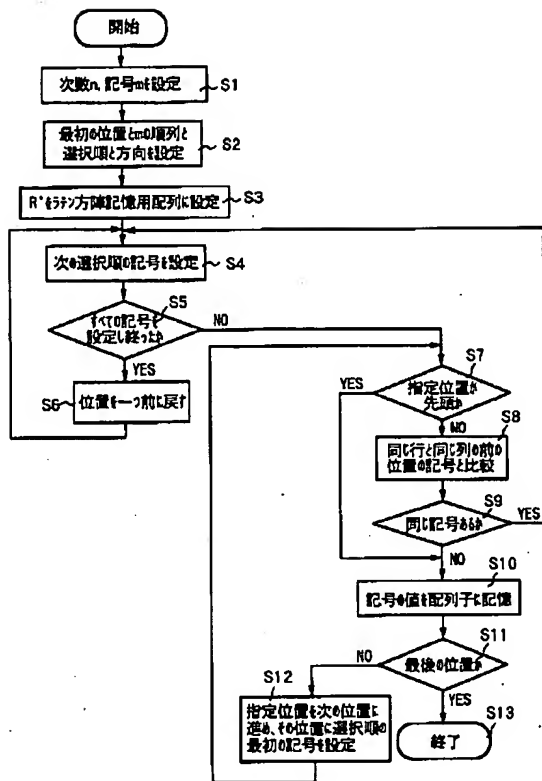 開始
次数n、記号mを設定
S1
最初の位置とmの順列と
選択順と方向を設定
S2
R*をラテン方陣記憶用配列に設定
S3
次の選択順の記号を設定
S4
すべての記号を
設定し終ったか
S5
NO
YES
S6
位置を一つ前に戻す
S7
指定位置が
先頭か
YES
NO
S8
同じ行と同じ列の前の
位置の記号と比較
S9
同じ記号あるか
YES
NO
S10
記号の値を配列子に記憶
S11
最後の位置か
NO
YES
S12
指定位置を次の位置に
進め、その位置に選択順の
最初の記号を設定
S13
終了